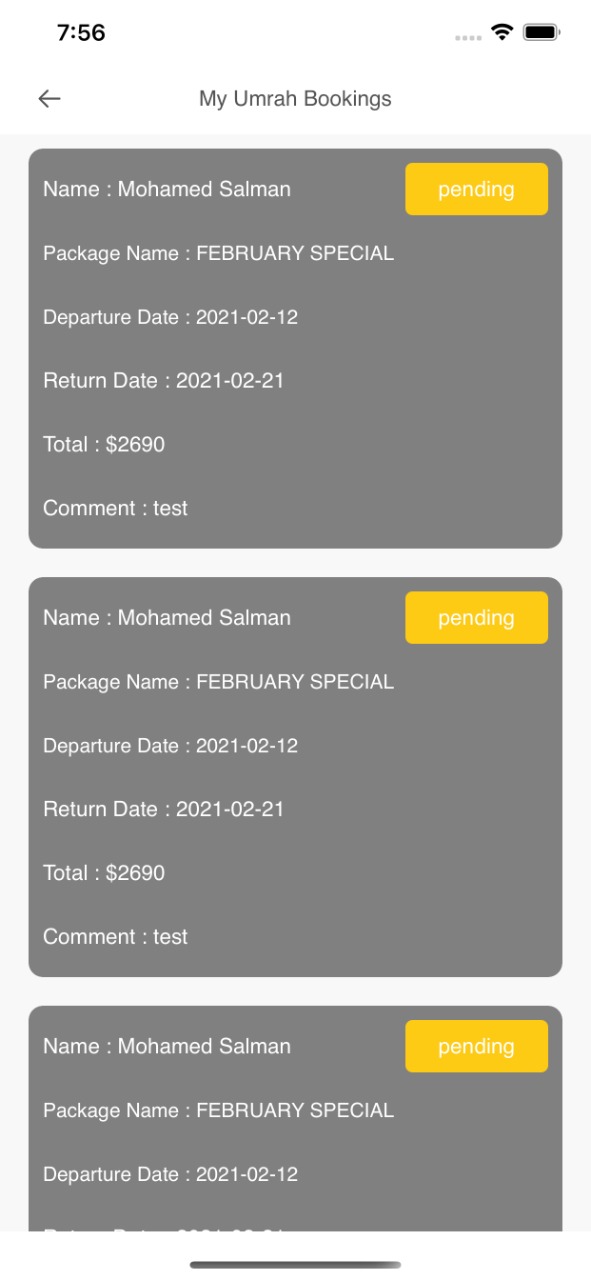 7:56
My Umrah Bookings
Name : Mohamed Salman
pending
Package Name : FEBRUARY SPECIAL
Departure Date : 2021-02-12
Return Date : 2021-02-21
Total : $2690
Comment : test
Name : Mohamed Salman
pending
Package Name : FEBRUARY SPECIAL
Departure Date : 2021-02-12
Return Date : 2021-02-21
Total : $2690
Comment : test
Name : Mohamed Salman
pending
Package Name : FEBRUARY SPECIAL
Departure Date : 2021-02-12